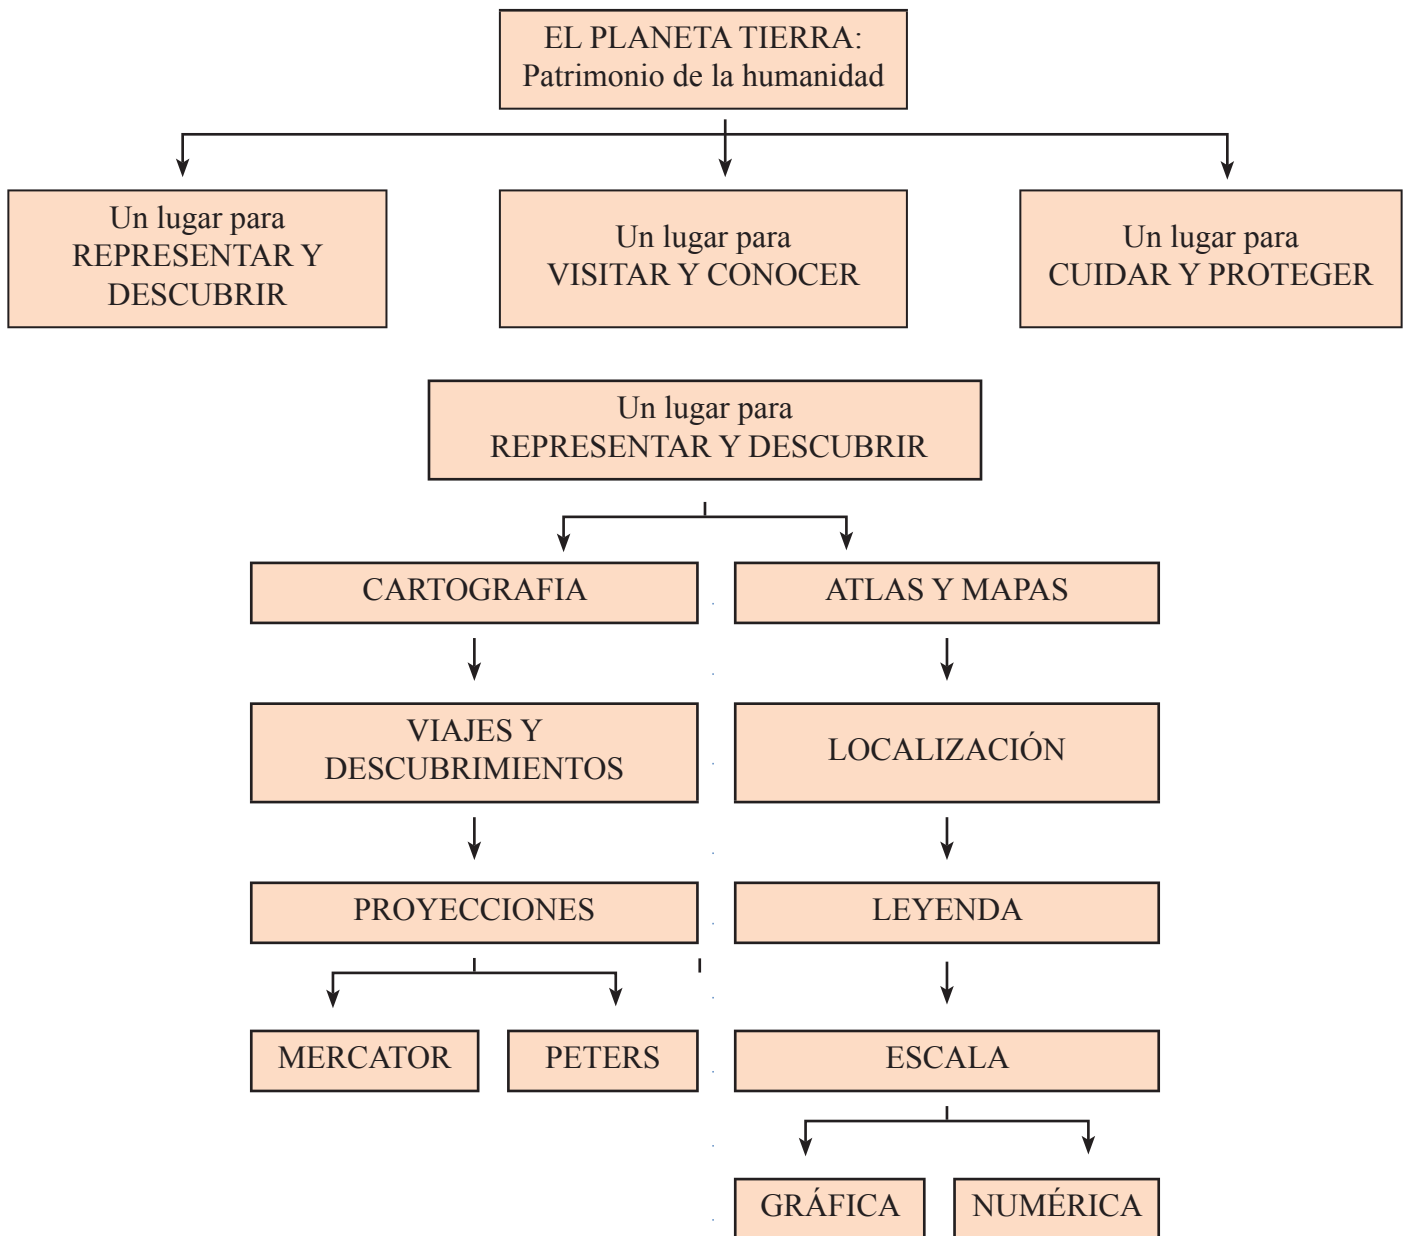 EL PLANETA TIERRA:
Patrimonio de la humanidad
Un lugar para
REPRESENTAR Y
DESCUBRIR
Un lugar para
VISITAR Y CONOCER
Un lugar para
CUIDAR Y PROTEGER
Un lugar para
REPRESENTAR Y DESCUBRIR
CARTOGRAFIA
ATLAS Y MAPAS
VIAJES Y
DESCUBRIMIENTOS
LOCALIZACIÓN
PROYECCIONES
LEYENDA
MERCATOR
PETERS
ESCALA
GRÁFICA
NUMÉRICA